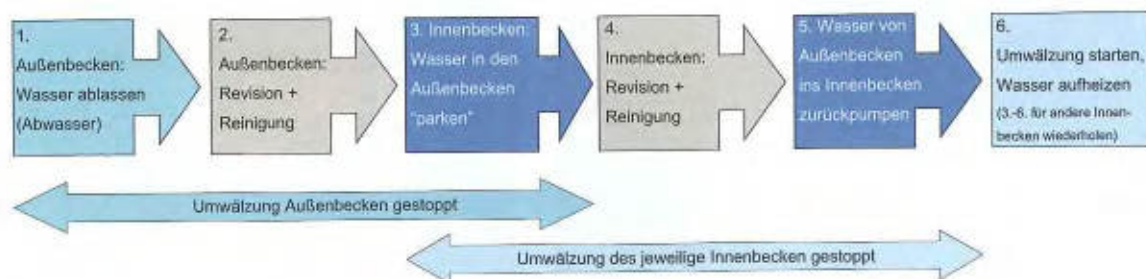 1.
Außenbecken:
Wasser ablassen
(Abwasser)
2.
Außenbecken:
Revision +
Reinigung
3. Innenbecken:
Wasser in den
Außenbecken
"parken"
4.
Innenbecken:
Revision +
Reinigung
5. Wasser von
Außenbecken
ins Innenbecken
zurückpumpen
6.
Umwälzung starten,
Wasser aufheizen
(3.-6. für andere Innen-
becken wiederholen)
Umwälzung Außenbecken gestoppt
Umwälzung des jeweilige Innenbecken gestoppt